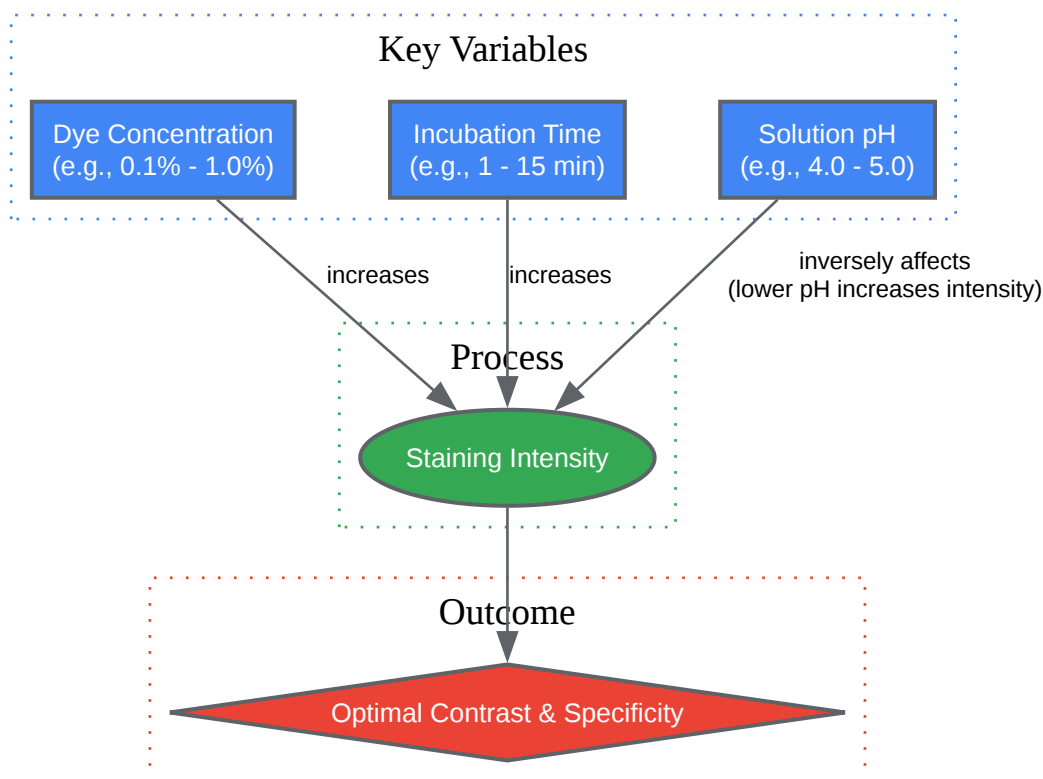 Key Variables
Dye Concentration
(e.g., 0.1% - 1.0%)
Incubation Time
(e.g., 1 - 15 min)
Solution pH
(e.g., 4.0 - 5.0)
increases
increases
inversely affects
(lower pH increases intensity)
Process
Staining Intensity
Outcome
Optimal Contrast & Specificity